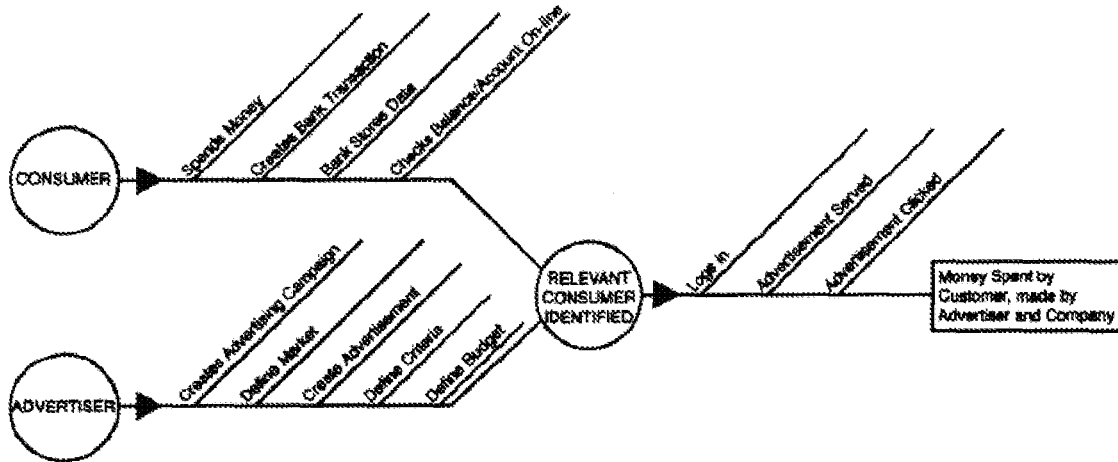 Spends Money
Creates Bank Transaction
Bank Stores Data
Checks Balance/Account On-line
CONSUMER
Logs in
Advertisement Served
Advertisement Clicked
RELEVANT
CONSUMER
IDENTIFIED
Money Spent by
Customer, made by
Advertiser and Company
Creates Advertising Campaign
Define Market
Create Advertisement
Define Criteria
Define Budget
ADVERTISER